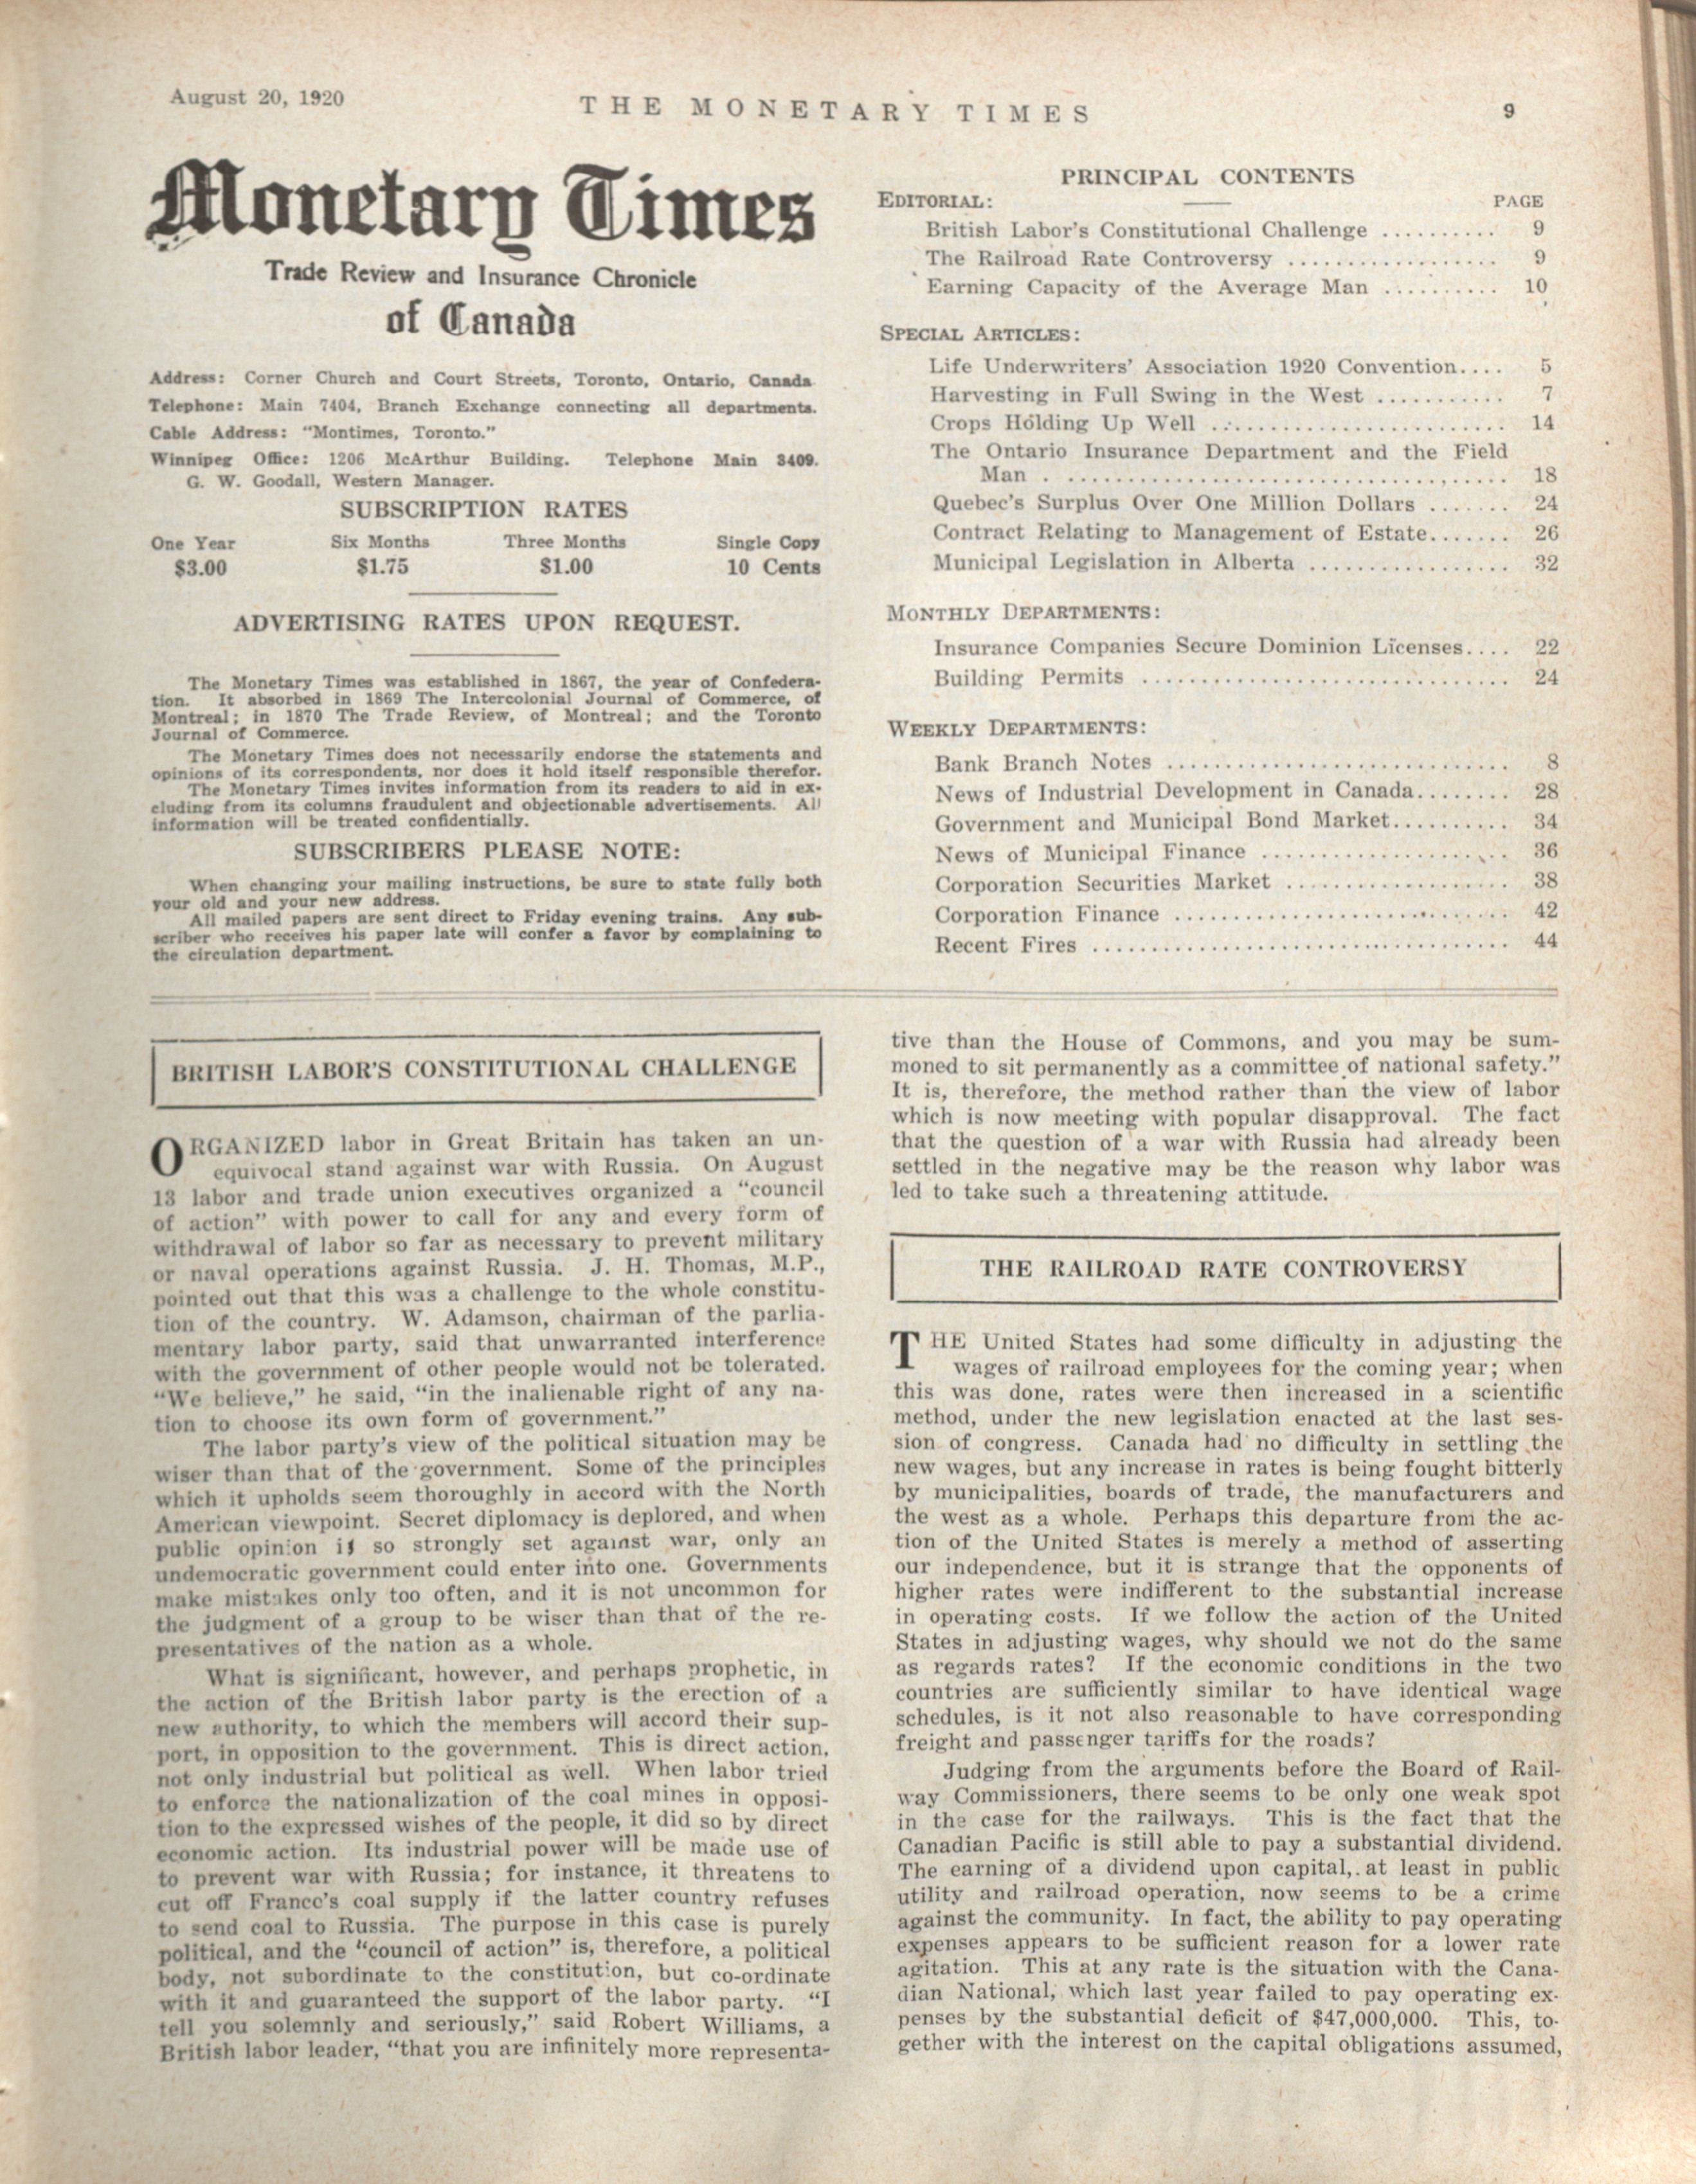 August 20, 1920
THE MONETARY TIMES
9
Monetary Times
Trade Review and Insurance Chronicle
of Canada
Address: Corner Church and Court Streets, Toronto, Ontario, Canada
Telephone: Main 7404, Branch Exchange connecting all departments.
Cable Address: "Montimes, Toronto."
Winnipeg Office: 1206 McArthur Building. Telephone Main 3409.
G. W. Goodall, Western Manager.
SUBSCRIPTION RATES
One Year Six Months Three Months Single Copy
$3.00 $1.75 $1.00 10 Cents
ADVERTISING RATES UPON REQUEST.
The Monetary Times was established in 1867, the year of Confedera-
tion. It absorbed in 1869 The Intercolonial Journal of Commerce, of
Montreal; in 1870 The Trade Review, of Montreal; and the Toronto
Journal of Commerce.
The Monetary Times does not necessarily endorse the statements and
opinions of its correspondents, nor does it hold itself responsible therefor.
The Monetary Times invites information from its readers to aid in ex-
cluding from its columns fraudulent and objectionable advertisements. All
information will be treated confidentially.
SUBSCRIBERS PLEASE NOTE:
When changing your mailing instructions, be sure to state fully both
your old and your new address.
All mailed papers are sent direct to Friday evening trains. Any sub-
scriber who receives his paper late will confer a favor by complaining to
the circulation department.
PRINCIPAL CONTENTS
EDITORIAL: PAGE
British Labor's Constitutional Challenge .......... 9
The Railroad Rate Controversy .................. 9
Earning Capacity of the Average Man .......... 10
SPECIAL ARTICLES:
Life Underwriters' Association 1920 Convention.... 5
Harvesting in Full Swing in the West ........... 7
Crops Holding Up Well ......................... 14
The Ontario Insurance Department and the Field
Man . .................................... 18
Quebec's Surplus Over One Million Dollars ....... 24
Contract Relating to Management of Estate....... 26
Municipal Legislation in Alberta ................. 32
MONTHLY DEPARTMENTS:
Insurance Companies Secure Dominion Licenses.... 22
Building Permits ............................... 24
WEEKLY DEPARTMENTS:
Bank Branch Notes ............................. 8
News of Industrial Development in Canada........ 28
Government and Municipal Bond Market.......... 34
News of Municipal Finance ..................... 36
Corporation Securities Market ................... 38
Corporation Finance ............................ 42
Recent Fires ................................... 44
BRITISH LABOR'S CONSTITUTIONAL CHALLENGE
ORGANIZED labor in Great Britain has taken an un-
equivocal stand against war with Russia. On August
13 labor and trade union executives organized a "council
of action" with power to call for any and every form of
withdrawal of labor so far as necessary to prevent military
or naval operations against Russia. J. H. Thomas, M.P.,
pointed out that this was a challenge to the whole constitu-
tion of the country. W. Adamson, chairman of the parlia-
mentary labor party, said that unwarranted interference
with the government of other people would not be tolerated.
"We believe," he said, "in the inalienable right of any na-
tion to choose its own form of government."
The labor party's view of the political situation may be
wiser than that of the government. Some of the principles
which it upholds seem thoroughly in accord with the North
American viewpoint. Secret diplomacy is deplored, and when
public opinion is so strongly set against war, only an
undemocratic government could enter into one. Governments
make mistakes only too often, and it is not uncommon for
the judgment of a group to be wiser than that of the re-
presentatives of the nation as a whole.
What is significant, however, and perhaps prophetic, in
the action of the British labor party is the erection of a
new authority, to which the members will accord their sup-
port, in opposition to the government. This is direct action,
not only industrial but political as well. When labor tried
to enforce the nationalization of the coal mines in opposi-
tion to the expressed wishes of the people, it did so by direct
economic action. Its industrial power will be made use of
to prevent war with Russia; for instance, it threatens to
cut off France's coal supply if the latter country refuses
to send coal to Russia. The purpose in this case is purely
political, and the "council of action" is, therefore, a political
body, not subordinate to the constitution, but co-ordinate
with it and guaranteed the support of the labor party. "I
tell you solemnly and seriously," said Robert Williams, a
British labor leader, "that you are infinitely more representa-
tive than the House of Commons, and you may be sum-
moned to sit permanently as a committee of national safety."
It is, therefore, the method rather than the view of labor
which is now meeting with popular disapproval. The fact
that the question of a war with Russia had already been
settled in the negative may be the reason why labor was
led to take such a threatening attitude.
THE RAILROAD RATE CONTROVERSY
THE United States had some difficulty in adjusting the
wages of railroad employees for the coming year; when
this was done, rates were then increased in a scientific
method, under the new legislation enacted at the last ses-
sion of congress. Canada had no difficulty in settling the
new wages, but any increase in rates is being fought bitterly
by municipalities, boards of trade, the manufacturers and
the west as a whole. Perhaps this departure from the ac-
tion of the United States is merely a method of asserting
our independence, but it is strange that the opponents of
higher rates were indifferent to the substantial increase
in operating costs. If we follow the action of the United
States in adjusting wages, why should we not do the same
as regards rates? If the economic conditions in the two
countries are sufficiently similar to have identical wage
schedules, is it not also reasonable to have corresponding
freight and passenger tariffs for the roads?
Judging from the arguments before the Board of Rail-
way Commissioners, there seems to be only one weak spot
in the case for the railways. This is the fact that the
Canadian Pacific is still able to pay a substantial dividend.
The earning of a dividend upon capital, at least in public
utility and railroad operation, now seems to be a crime
against the community. In fact, the ability to pay operating
expenses appears to be sufficient reason for a lower rate
agitation. This at any rate is the situation with the Cana-
dian National, which last year failed to pay operating ex-
penses by the substantial deficit of $47,000,000. This, to-
gether with the interest on the capital obligations assumed,